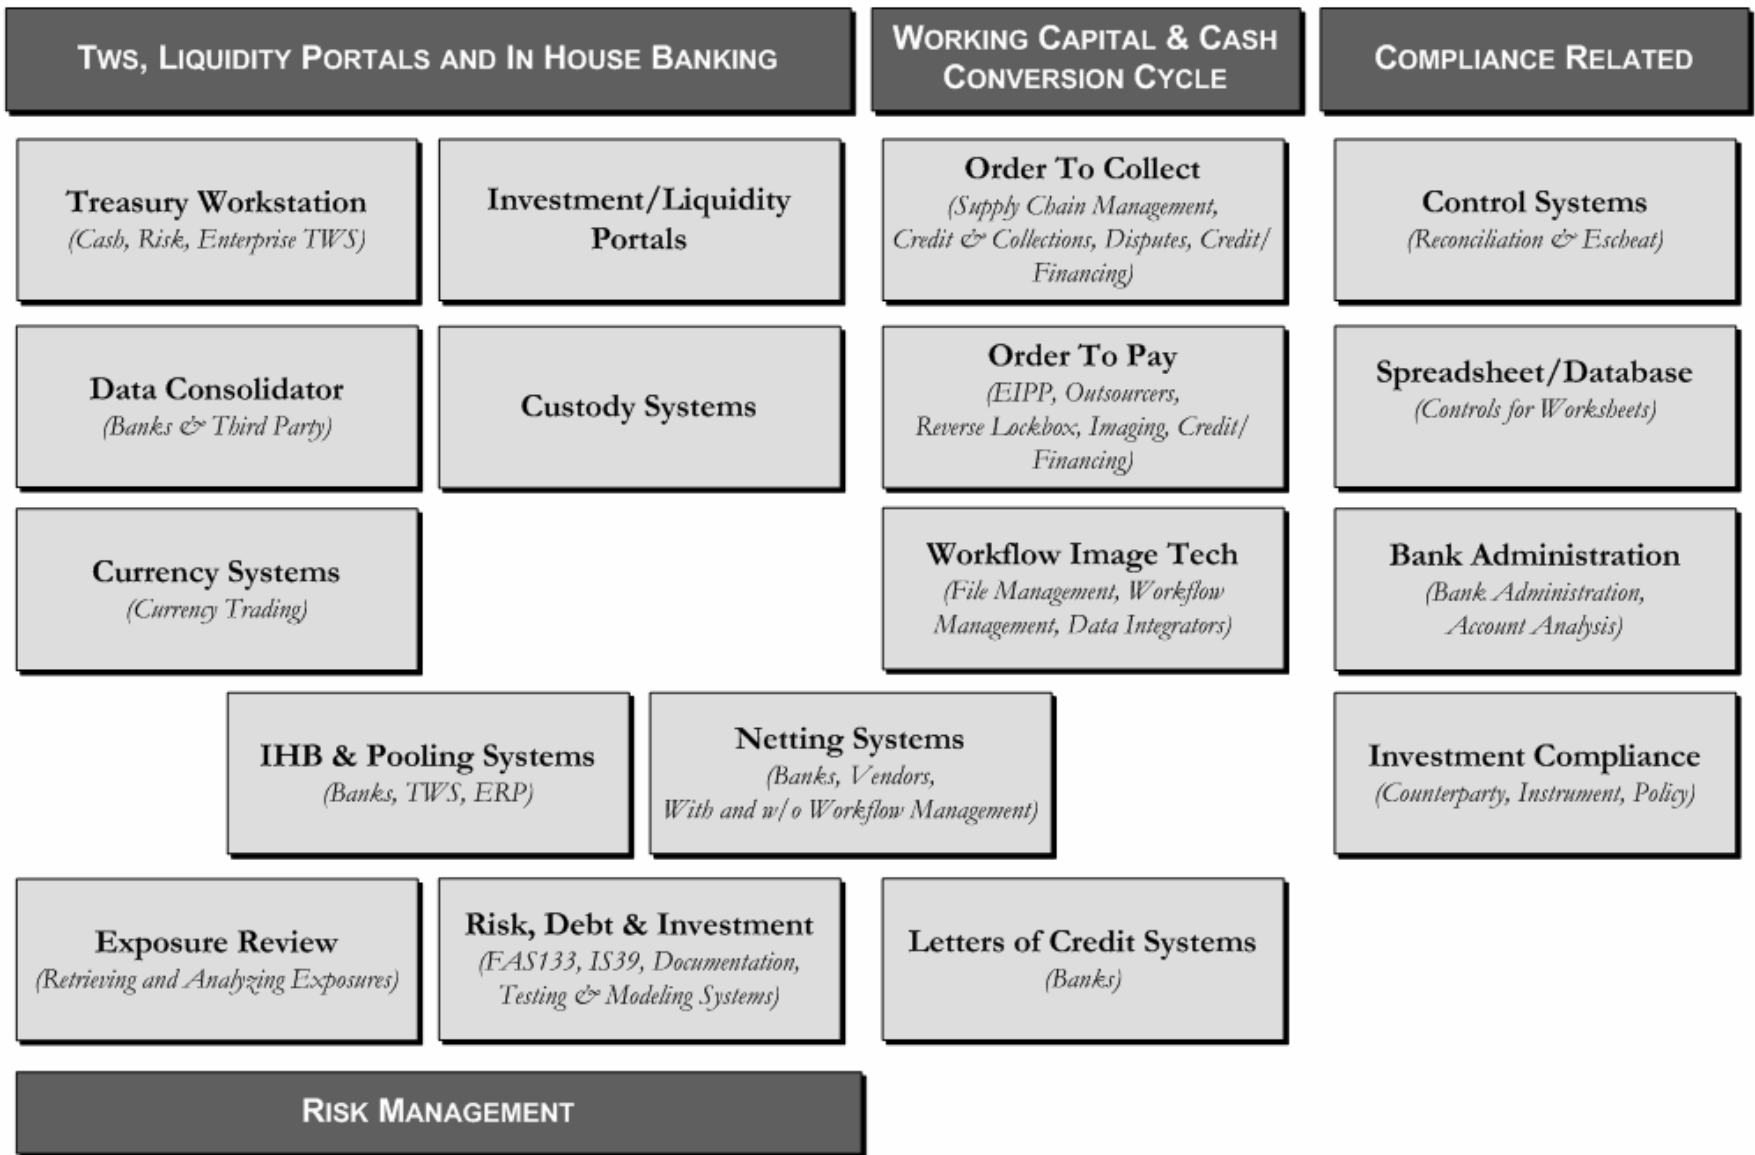 TWS, LIQUIDITY PORTALS AND IN HOUSE BANKING
WORKING CAPITAL & CASH
CONVERSION CYCLE
COMPLIANCE RELATED
Treasury Workstation
(Cash, Risk, Enterprise TWS)
Investment/Liquidity
Portals
Order To Collect
(Supply Chain Management,
Credit & Collections, Disputes, Credit/
Financing)
Control Systems
(Reconciliation & Escheat)
Data Consolidator
(Banks & Third Party)
Custody Systems
Order To Pay
(EIPP, Outsourcers,
Reverse Lockbox, Imaging, Credit/
Financing)
Spreadsheet/Database
(Controls for Worksheets)
Currency Systems
(Currency Trading)
Workflow Image Tech
(File Management, Workflow
Management, Data Integrators)
Bank Administration
(Bank Administration,
Account Analysis)
IHB & Pooling Systems
(Banks, TWS, ERP)
Netting Systems
(Banks, Vendors,
With and w/o Workflow Management)
Investment Compliance
(Counterparty, Instrument, Policy)
Exposure Review
(Retrieving and Analyzing Exposures)
Risk, Debt & Investment
(FAS133, IS39, Documentation,
Testing & Modeling Systems)
Letters of Credit Systems
(Banks)
RISK MANAGEMENT